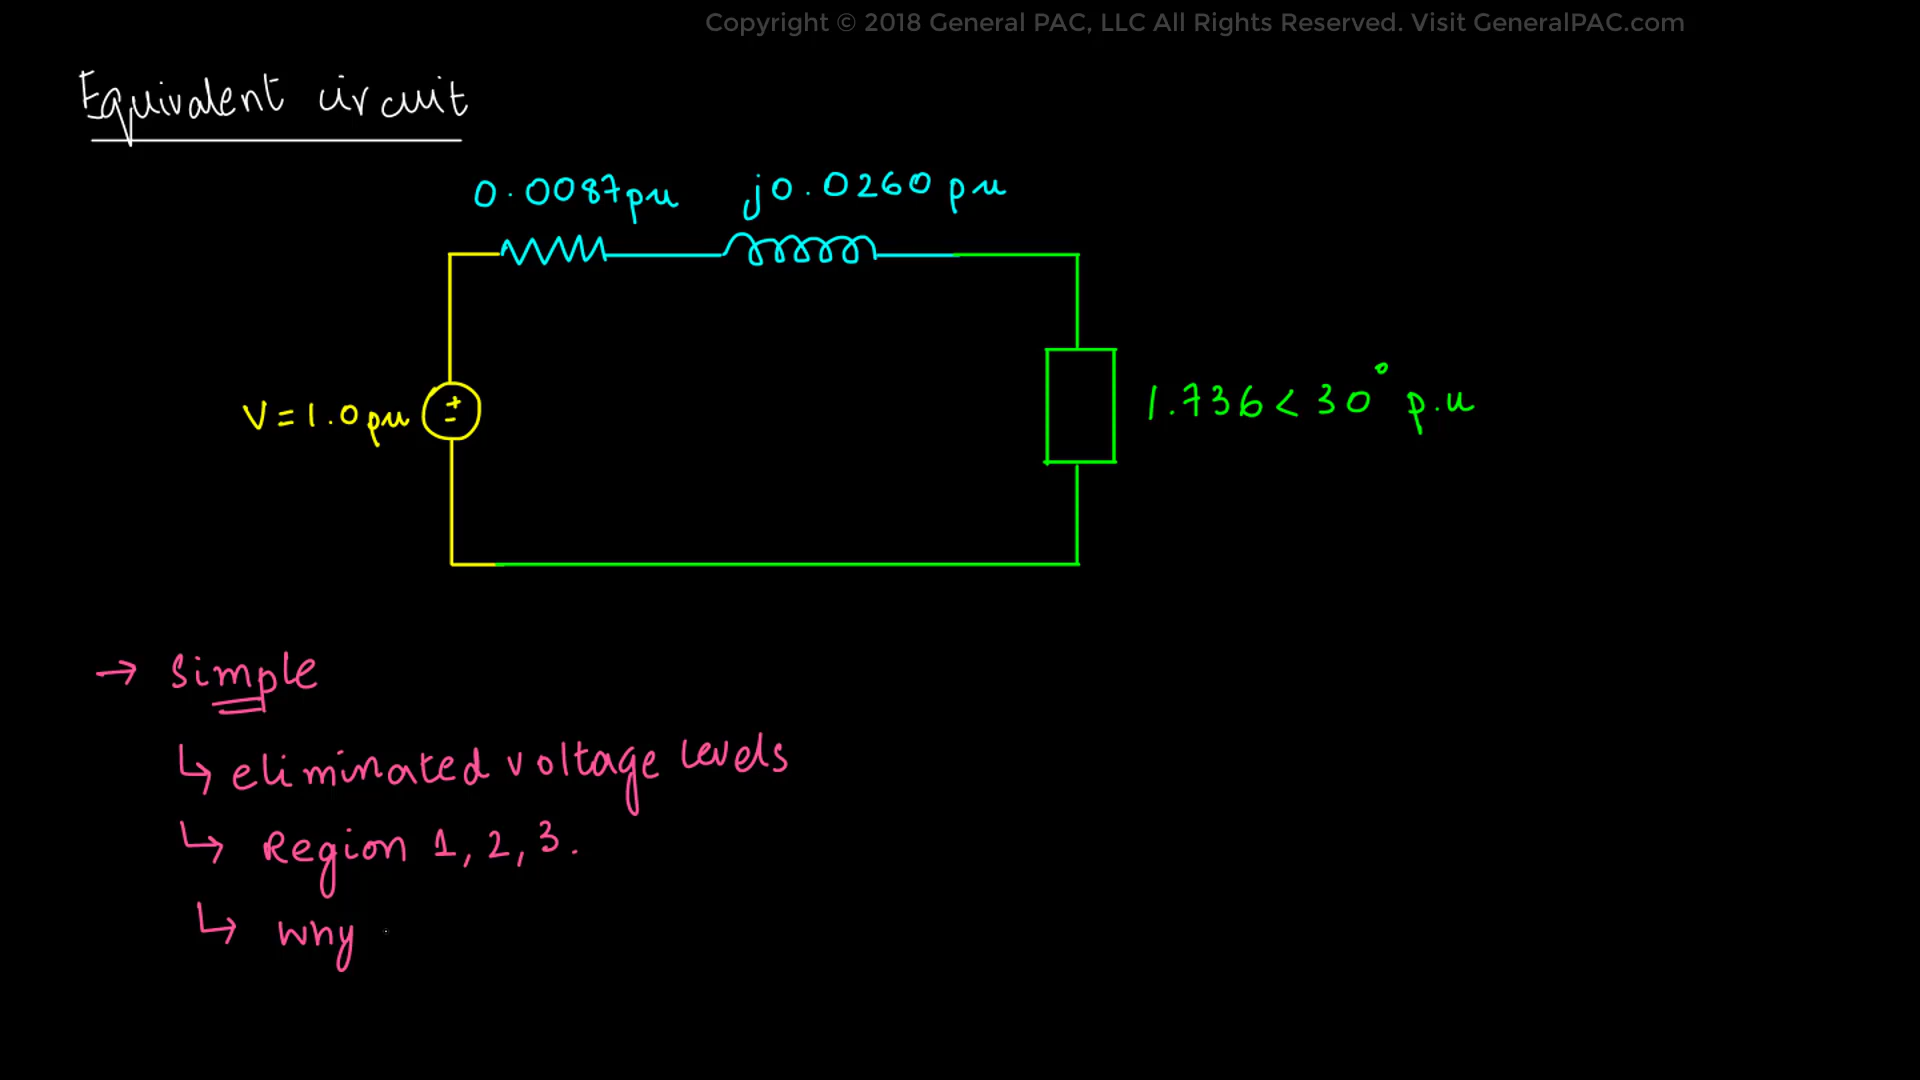 Copyright © 2018 General PAC, LLC All Rights Reserved. Visit GeneralPAC.com
Equivalent circuit
0.0087pu j0.0260 pu
V=1.0pu
+
-
1.736<30° p.u
→ Simple
↳ eliminated voltage levels
↳ Region 1, 2, 3.
↳ why